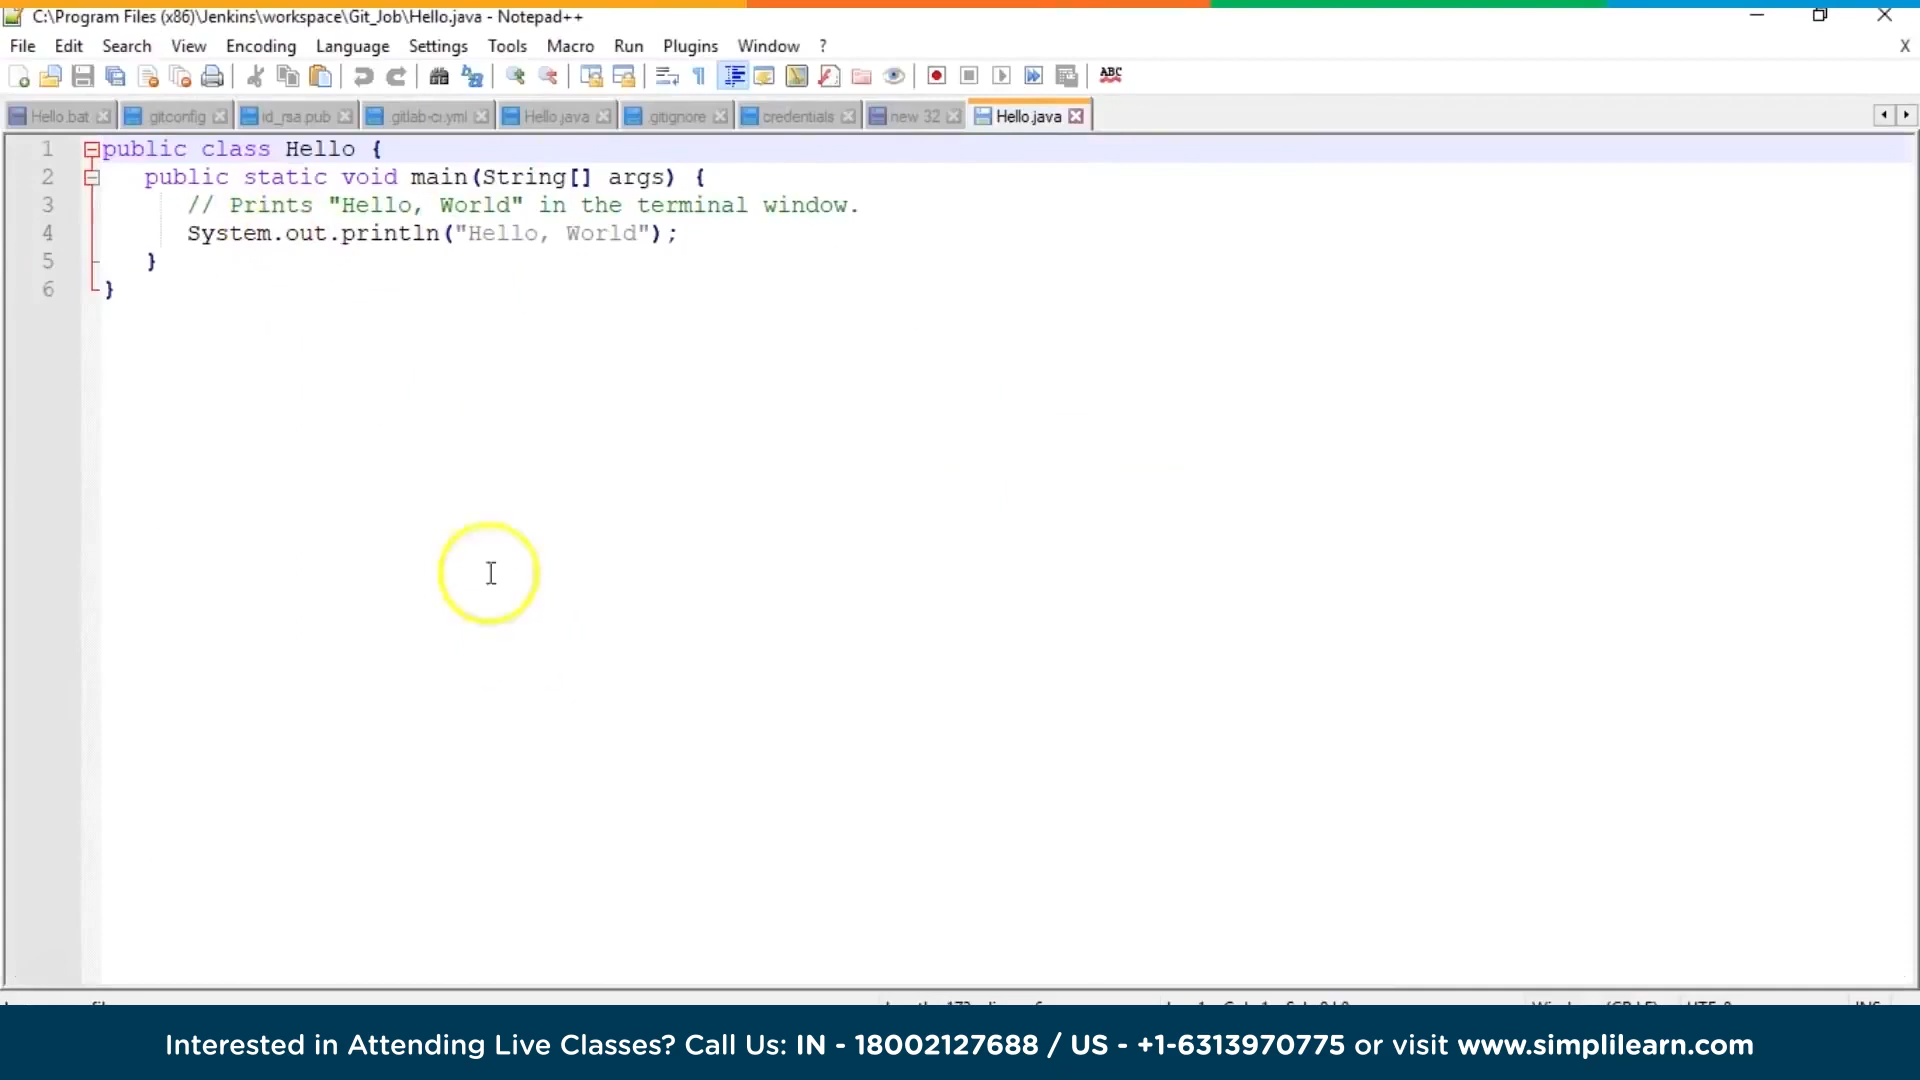 C:\Program Files (x86)\Jenkins\workspace\Git_Job\Hello.java - Notepad++
File Edit Search View Encoding Language Settings Tools Macro Run Plugins Window ? X
ABC
Hello.bat gitconfig id_rsa.pub gitlab-ci.yml Hello.java .gitignore credentials new 32 Hello.java
1 public class Hello {
2 public static void main(String[] args) {
3 // Prints "Hello, World" in the terminal window.
4 System.out.println("Hello, World");
5 }
6 }
Interested in Attending Live Classes? Call Us: IN - 18002127688 / US - +1-6313970775 or visit www.simplilearn.com